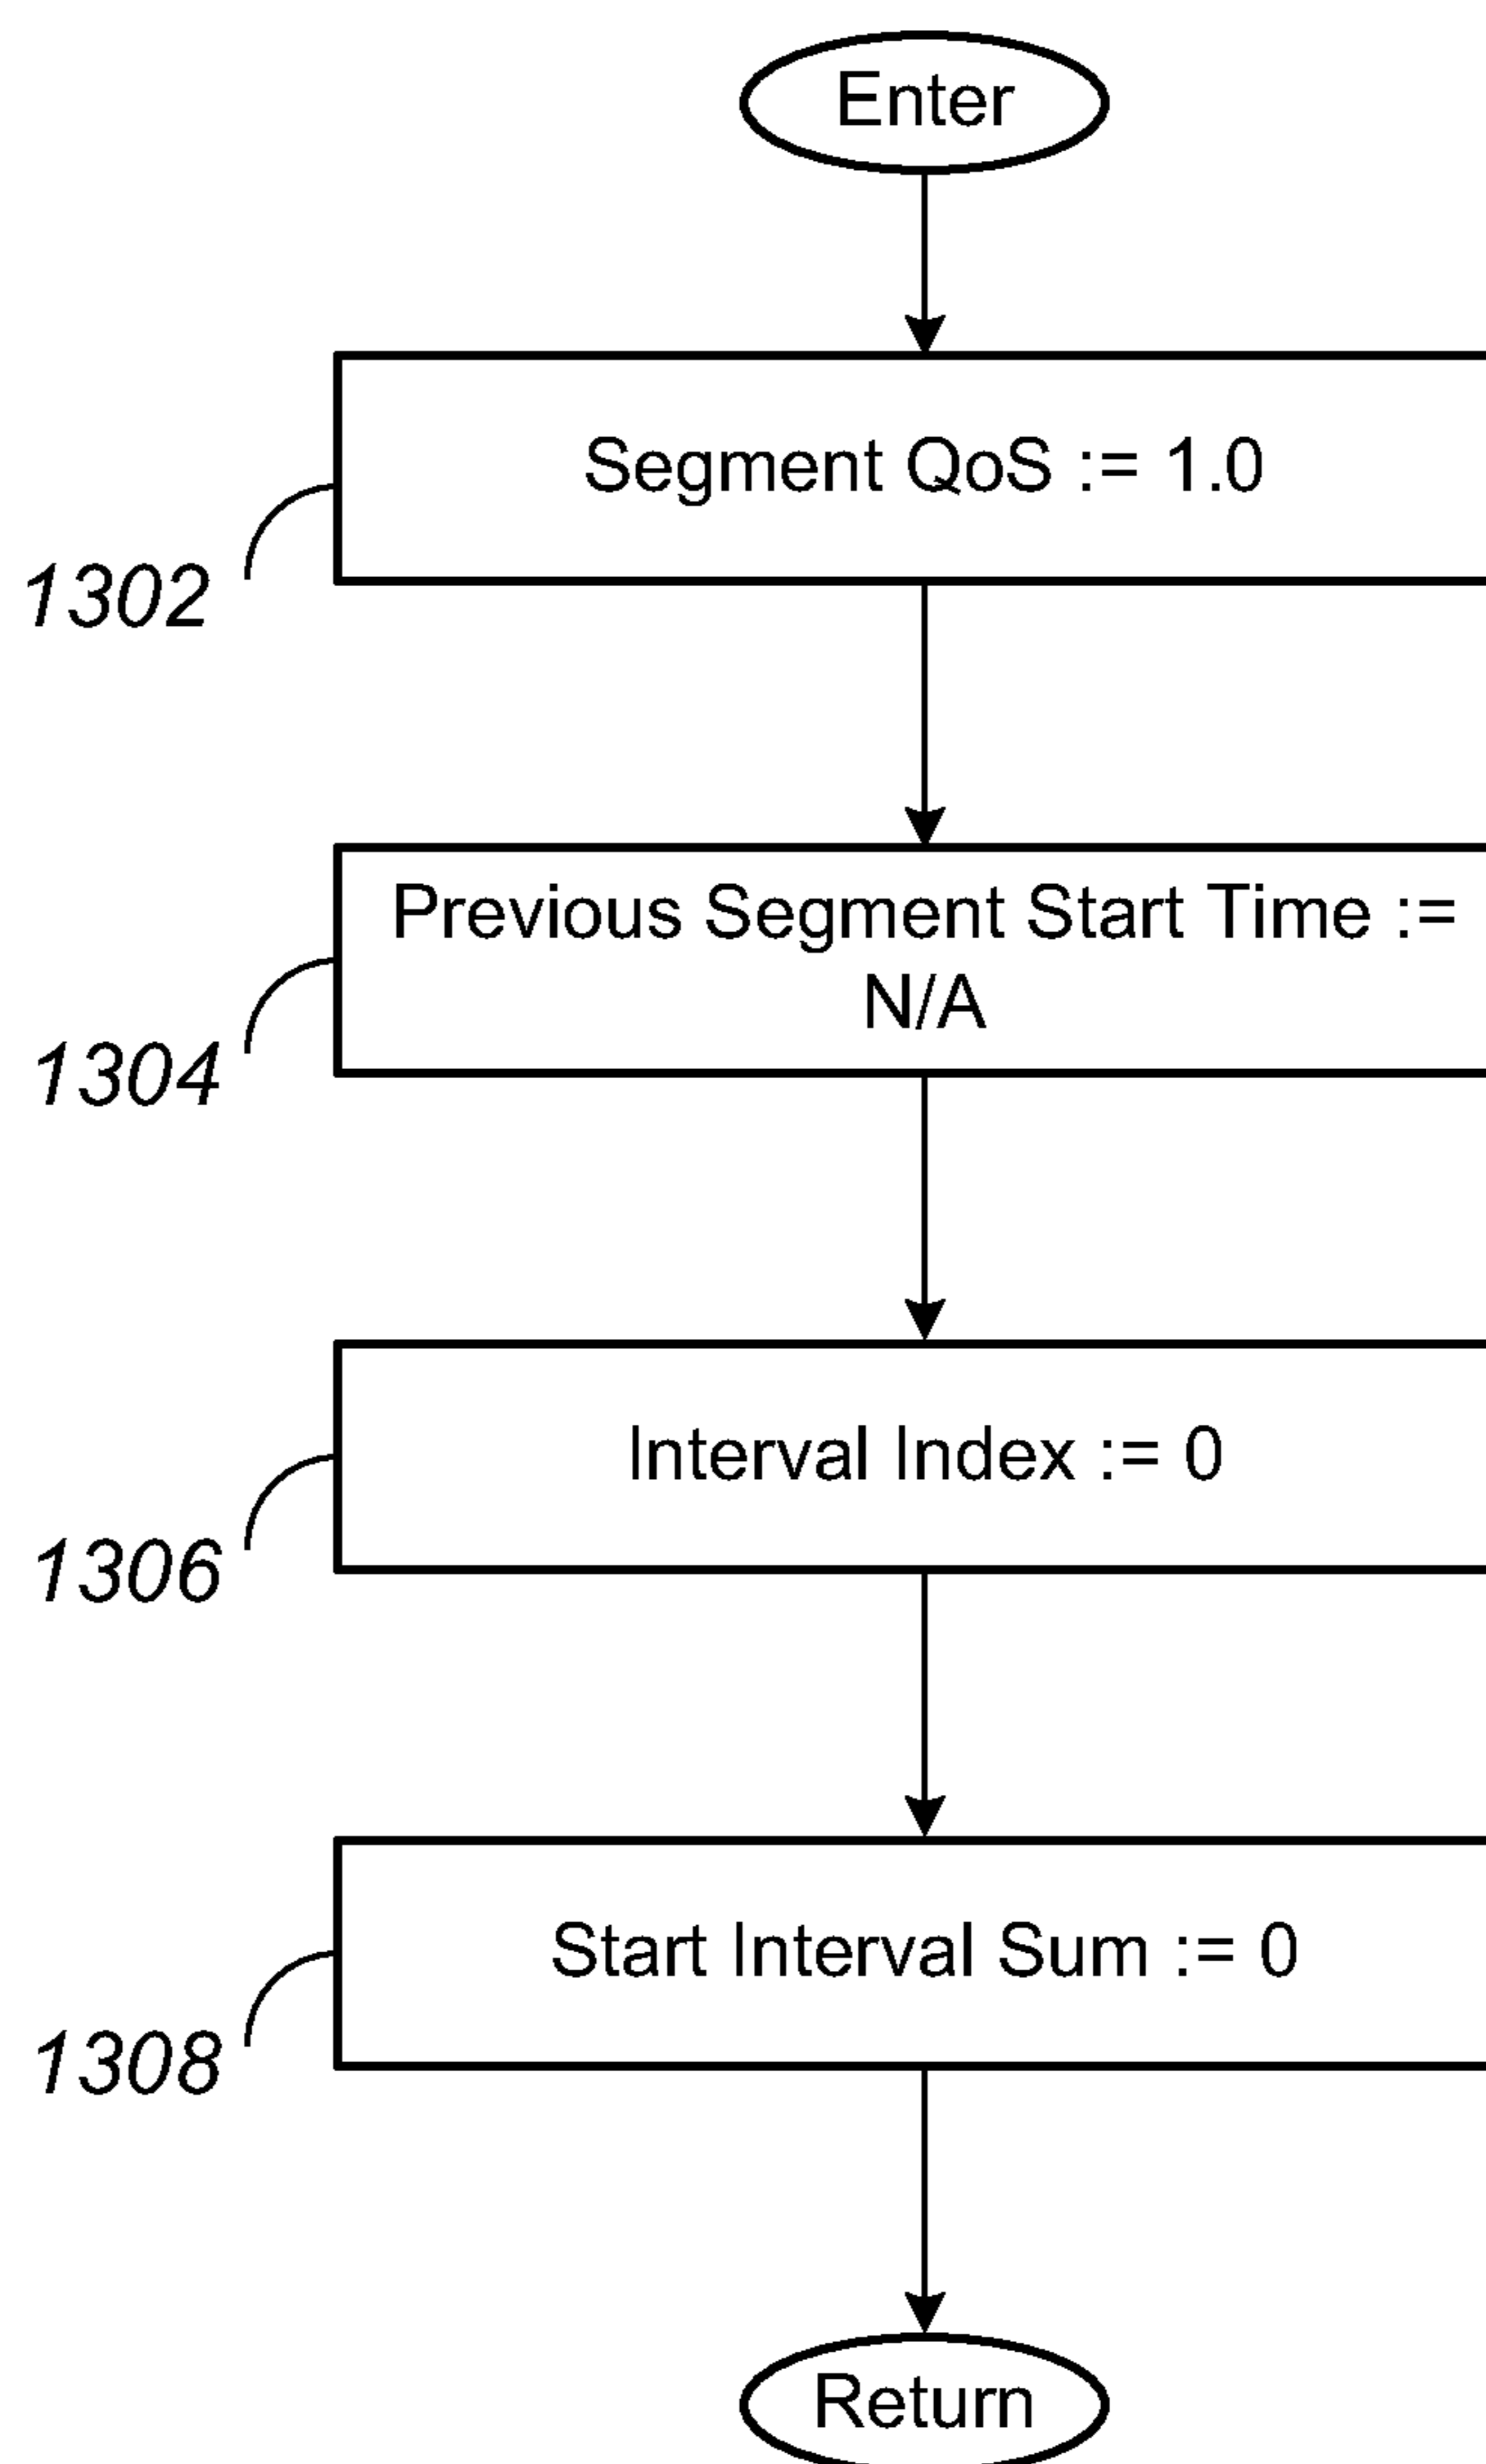 Enter
Segment QoS := 1.0
1302
Previous Segment Start Time :=
N/A
1304
Interval Index := 0
1306
Start Interval Sum := 0
1308
Return